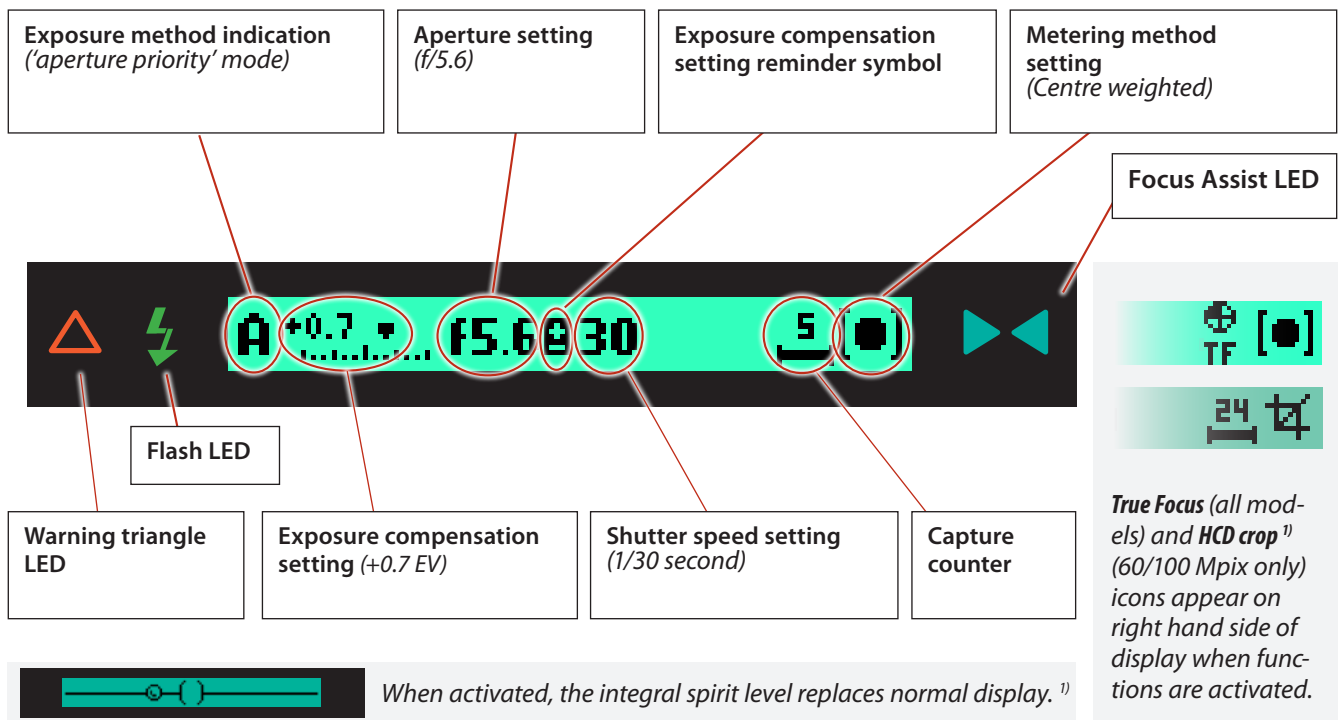 Exposure method indication
('aperture priority' mode)
Aperture setting
(f/5.6)
Exposure compensation
setting reminder symbol
Metering method
setting
(Centre weighted)
Focus Assist LED
A +0.7 f5.6 e 30 5
TF
24
Flash LED
Warning triangle
LED
Exposure compensation
setting (+0.7 EV)
Shutter speed setting
(1/30 second)
Capture
counter
True Focus (all mod-
els) and HCD crop 1)
(60/100 Mpix only)
icons appear on
right hand side of
display when func-
tions are activated.
When activated, the integral spirit level replaces normal display. 1)